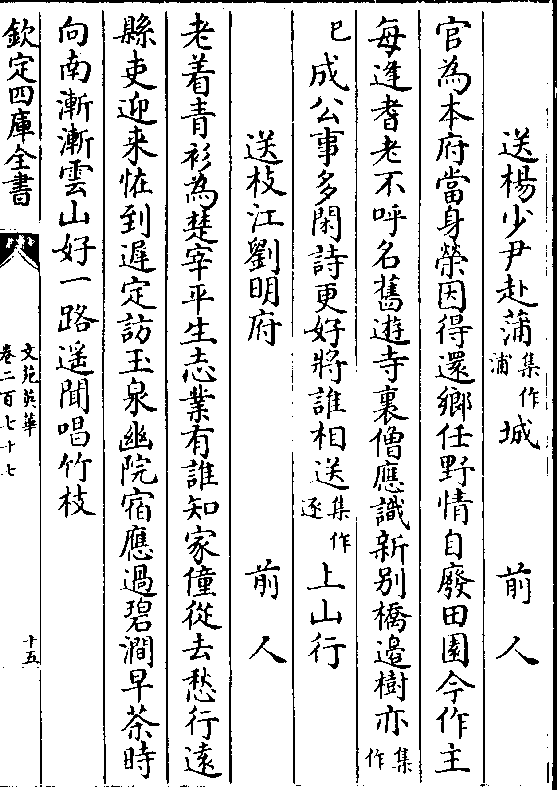 送楊少尹赴蒲集作浦城　前人
官為本府當身榮因得還鄉任野情自廢田園今作主
每逢耆老不呼名舊遊寺裏僧應識新别橋邉樹亦集作
已成公事多閑詩更好將誰相送集作逐上山行
送枝江劉明府　前人
老着青衫為楚宰平生志業有誰知家僮從去愁行逺
縣吏迎来恠到遲定訪玉泉幽院宿應過碧澗早茶時
向南漸漸雲山好一路遥聞唱竹枝
欽定四庫全書
文苑英華
卷二百七十七
十五